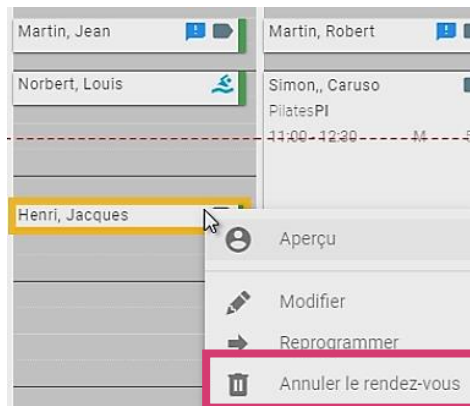 Martin, Jean
Martin, Robert
Norbert, Louis
Simon,, Caruso
PilatesPI
11:00 - 12:30 M
Henri, Jacques
Aperçu
Modifier
Reprogrammer
Annuler le rendez-vous